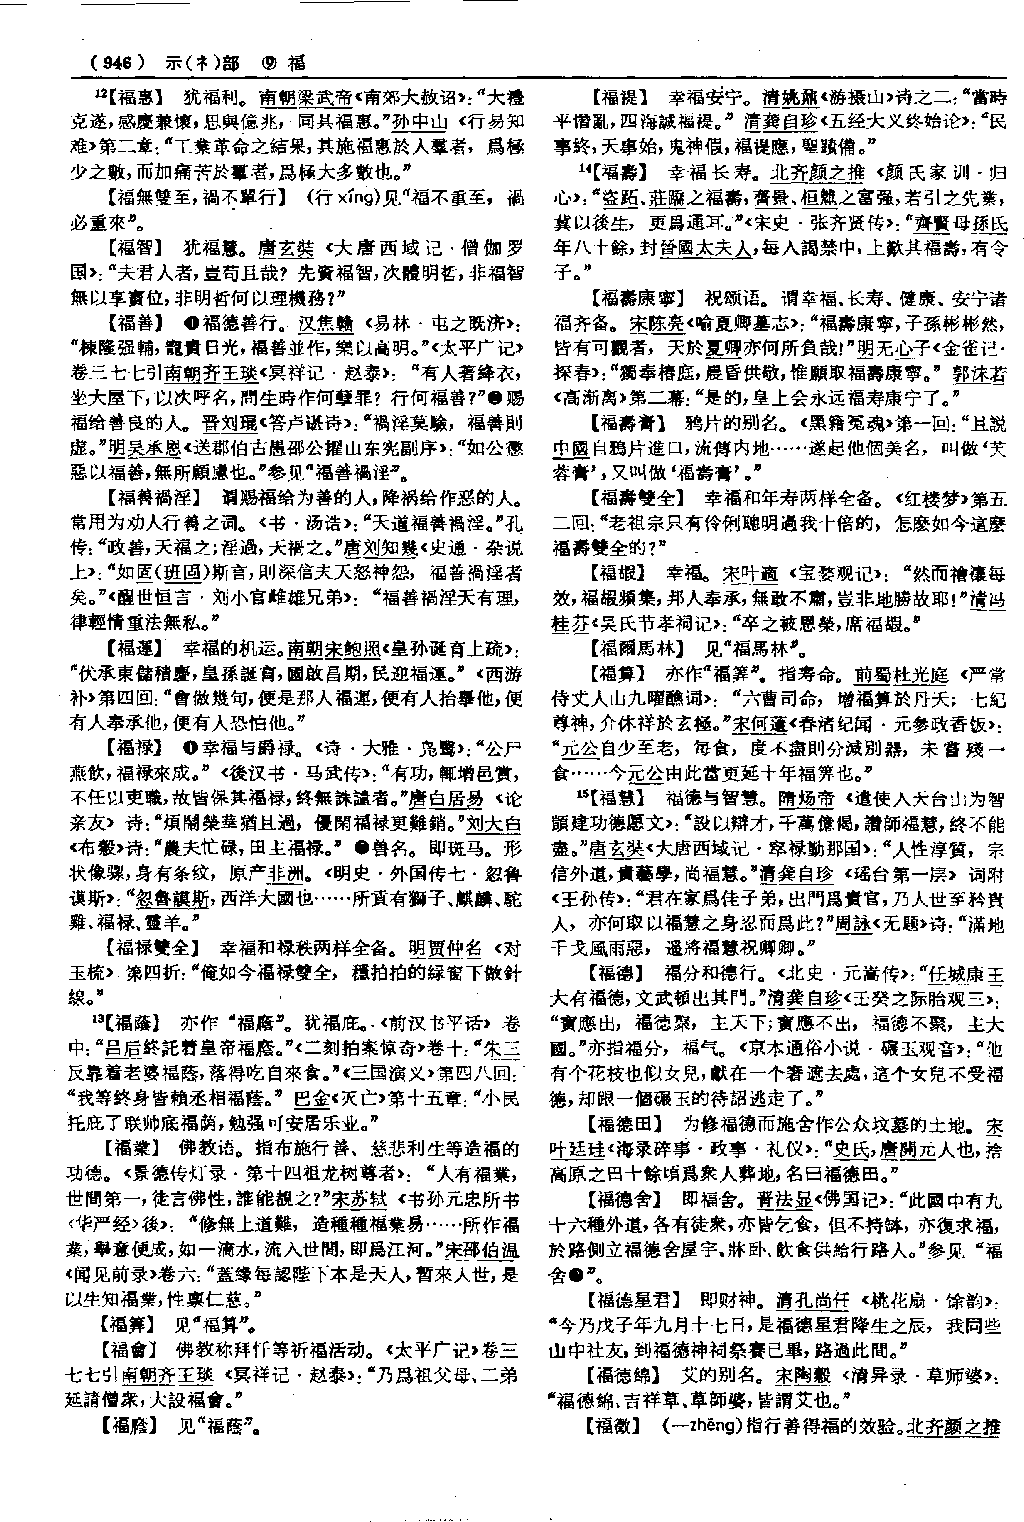 （946） 示(礻)部 ⑨ 福
¹²【福惠】 犹福利。南朝梁武帝《南郊大赦诏》：“大禮
克遂，感慶兼懷，思與億兆，同其福惠。”孙中山《行易知
难》第二章：“工業革命之結果，其施福惠於人羣者，爲極
少之數，而加痛苦於羣者，爲極大多數也。”
【福無雙至，禍不單行】 (行xíng)见“福不重至，禍
必重來”。
【福智】 犹福慧。唐玄奘《大唐西域记·僧伽罗
国》：“夫君人者，豈苟且哉？先資福智，次體明哲，非福智
無以享寶位，非明哲何以理機務？”
【福善】 ❶福德善行。汉焦贛《易林·屯之既济》：
“棟隆强輔，寵貴日光，福善並作，樂以高明。”《太平广记》
卷三七七引南朝齐王琰《冥祥记·赵泰》：“有人著絳衣，
坐大屋下，以次呼名，問生時作何孽罪？行何福善？”❷赐
福给善良的人。晋刘琨《答卢谌诗》：“禍淫莫驗，福善則
虚。”明吴承恩《送郡伯古愚邵公擢山东宪副序》：“如公懲
惡以福善，無所顧慮也。”参见“福善禍淫”。
【福善禍淫】 謂赐福给为善的人，降祸给作恶的人。
常用为劝人行善之词。《书·汤诰》：“天道福善禍淫。”孔
传：“政善，天福之；淫過，天禍之。”唐刘知幾《史通·杂说
上》：“如固(班固)斯言，則深信夫天怒神怨，福善禍淫者
矣。”《醒世恒言·刘小官雌雄兄弟》：“福善禍淫天有理，
律輕情重法無私。”
【福運】 幸福的机运。南朝宋鲍照《皇孙诞育上疏》：
“伏承東儲積慶，皇孫誕育，國啟昌期，民迎福運。”《西游
补》第四回：“會做幾句，便是那人福運，便有人抬舉他，便
有人奉承他，便有人恐怕他。”
【福禄】 ❶幸福与爵禄。《诗·大雅·凫鹥》：“公尸
燕飲，福禄來成。”《後汉书·马武传》：“有功，輒增邑賞，
不任以吏職，故皆保其福禄，終無誅譴者。”唐白居易《论
亲友》诗：“煩鬧榮華猶且過，優閑福禄更難銷。”刘大白
《布穀》诗：“農夫忙碌，田主福禄。” ❷兽名。即斑马。形
状像骡，身有条纹，原产非洲。《明史·外国传七·忽鲁
谟斯》：“忽魯謨斯，西洋大國也……所貢有獅子、麒麟、駝
雞、福禄、靈羊。”
【福禄雙全】 幸福和禄秩两样全备。明贾仲名《对
玉梳》第四折：“俺如今福禄雙全，穩拍拍的緑窗下做針
線。”
¹³【福蔭】 亦作“福廕”。犹福庇。《前汉书平话》卷
中：“吕后終託着皇帝福廕。”《二刻拍案惊奇》卷十：“朱三
反靠着老婆福蔭，落得吃自來食。”《三国演义》第四八回：
“我等終身皆賴丞相福蔭。” 巴金《灭亡》第十五章：“小民
托庇了联帅底福荫，勉强可安居乐业。”
【福業】 佛教语。指布施行善、慈悲利生等造福的
功德。《景德传灯录·第十四祖龙树尊者》：“人有福業，
世間第一，徒言佛性，誰能覩之？”宋苏轼《书孙元忠所书
〈华严经〉後》：“修無上道難，造種種福業易……所作福
業，舉意便成，如一滴水，流入世間，即爲江河。”宋邵伯温
《闻见前录》卷六：“蓋緣每認陛下本是天人，暫來人世，是
以生知福業，性禀仁慈。”
【福筭】 见“福算”。
【福會】 佛教称拜忏等祈福活动。《太平广记》卷三
七七引南朝齐王琰《冥祥记·赵泰》：“乃爲祖父母、二弟
延請僧衆，大設福會。”
【福廕】 见“福蔭”。
【福禔】 幸福安宁。清姚鼐《游摄山》诗之二：“當時
平僭亂，四海誠福禔。” 清龚自珍《五经大义终始论》：“民
事終，天事始，鬼神假，福禔應，聖蹟備。”
¹⁴【福壽】 幸福长寿。北齐颜之推《颜氏家训·归
心》：“盗跖、莊蹻之福壽，齊景、桓魋之富强，若引之先業，
冀以後生，更爲通耳。”《宋史·张齐贤传》：“齊賢母孫氏
年八十餘，封晉國太夫人，每入謁禁中，上歎其福壽，有令
子。”
【福壽康寧】 祝颂语。谓幸福、长寿、健康、安宁诸
福齐备。宋陈亮《喻夏卿墓志》：“福壽康寧，子孫彬彬然，
皆有可觀者，天於夏卿亦何所負哉！”明无心子《金雀记·
探春》：“獨奉椿庭，晨昏供敬，惟願取福壽康寧。” 郭沫若
《高渐离》第二幕：“是的，皇上会永远福寿康宁了。”
【福壽膏】 鸦片的别名。《黑籍冤魂》第一回：“且説
中國自鴉片進口，流傳内地……遂起他個美名，叫做‘芙
蓉膏’，又叫做‘福壽膏’。”
【福壽雙全】 幸福和年寿两样全备。《红楼梦》第五
二回：“老祖宗只有伶俐聰明過我十倍的，怎麽如今這麽
福壽雙全的？”
【福嘏】 幸福。宋叶適《宝婺观记》：“然而禬禳每
效，福嘏頻集，邦人奉承，無敢不肅，豈非地勝故耶！”清冯
桂芬《吴氏节孝祠记》：“卒之被恩榮，席福嘏。”
【福爾馬林】 见“福馬林”。
【福算】 亦作“福筭”。指寿命。前蜀杜光庭《严常
侍丈人山九曜醮词》：“六曹司命，增福算於丹天；七紀
尊神，介休祥於玄極。”宋何薳《春渚纪闻·元参政香饭》：
“元公自少至老，每食，度不盡則分減别器，未嘗殘一
食……今元公由此當更延十年福筭也。”
¹⁵【福慧】 福德与智慧。隋炀帝《遣使人天台山为智
顗建功德愿文》：“設以辯才，千萬億偈，讚師福慧，終不能
盡。”唐玄奘《大唐西域记·窣禄勤那国》：“人性淳質，宗
信外道，貴藝學，尚福慧。”清龚自珍《瑶台第一层》词附
《王孙传》：“君在家爲佳子弟，出門爲貴官，乃人世至矜貴
人，亦何取以福慧之身忍而爲此？”周詠《无题》诗：“滿地
干戈風雨惡，遥將福慧祝卿卿。”
【福德】 福分和德行。《北史·元嵩传》：“任城康王
大有福德，文武頓出其門。”清龚自珍《壬癸之际胎观三》：
“寶應出，福德聚，主天下；寶應不出，福德不聚，主大
國。”亦指福分，福气。《京本通俗小说·碾玉观音》：“他
有个花枝也似女兒，獻在一个奢遮去處，這个女兒不受福
德，却跟一個碾玉的待詔逃走了。”
【福德田】 为修福德而施舍作公众坟墓的土地。宋
叶廷珪《海录碎事·政事·礼仪》：“史氏，唐開元人也，捨
高原之田十餘頃爲衆人葬地，名曰福德田。”
【福德舍】 即福舍。晋法显《佛国记》：“此國中有九
十六種外道，各有徒衆，亦皆乞食，但不持鉢，亦復求福，
於路側立福德舍屋宇、牀卧、飲食供給行路人。”参见“福
舍❶”。
【福德星君】 即财神。清孔尚任《桃花扇·馀韵》：
“今乃戊子年九月十七日，是福德星君降生之辰，我同些
山中社友，到福德神祠祭賽已畢，路過此間。”
【福德綿】 艾的别名。宋陶穀《清异录·草师婆》：
“福德綿、吉祥草、草師婆，皆謂艾也。”
【福徵】 (—zhēng)指行善得福的效验。北齐颜之推